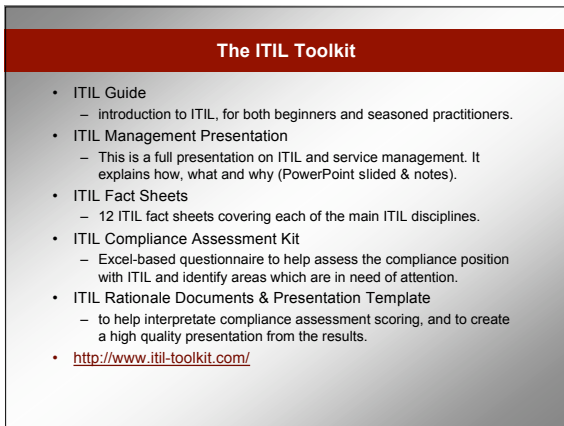 The ITIL Toolkit
• ITIL Guide
– introduction to ITIL, for both beginners and seasoned practitioners.
• ITIL Management Presentation
– This is a full presentation on ITIL and service management. It
explains how, what and why (PowerPoint slided & notes).
• ITIL Fact Sheets
– 12 ITIL fact sheets covering each of the main ITIL disciplines.
• ITIL Compliance Assessment Kit
– Excel-based questionnaire to help assess the compliance position
with ITIL and identify areas which are in need of attention.
• ITIL Rationale Documents & Presentation Template
– to help interpretate compliance assessment scoring, and to create
a high quality presentation from the results.
• http://www.itil-toolkit.com/